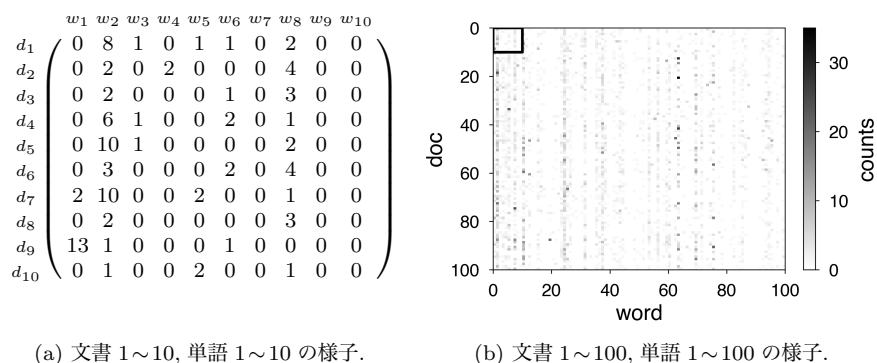 w1 w2 w3 w4 w5 w6 w7 w8 w9 w10
d1 0 8 1 0 1 1 0 2 0 0
d2 0 2 0 2 0 0 0 4 0 0
d3 0 2 0 0 0 1 0 3 0 0
d4 0 6 1 0 0 2 0 1 0 0
d5 0 10 1 0 0 0 0 2 0 0
d6 0 3 0 0 0 2 0 4 0 0
d7 2 10 0 0 2 0 0 1 0 0
d8 0 2 0 0 0 0 0 3 0 0
d9 13 1 0 0 0 1 0 0 0 0
d10 0 1 0 0 2 0 0 1 0 0
(a) 文書 1~10, 単語 1~10 の様子.
0
20
40
60
80
100
doc
0 20 40 60 80 100
word
30
20
10
0
counts
(b) 文書 1~100, 単語 1~100 の様子.